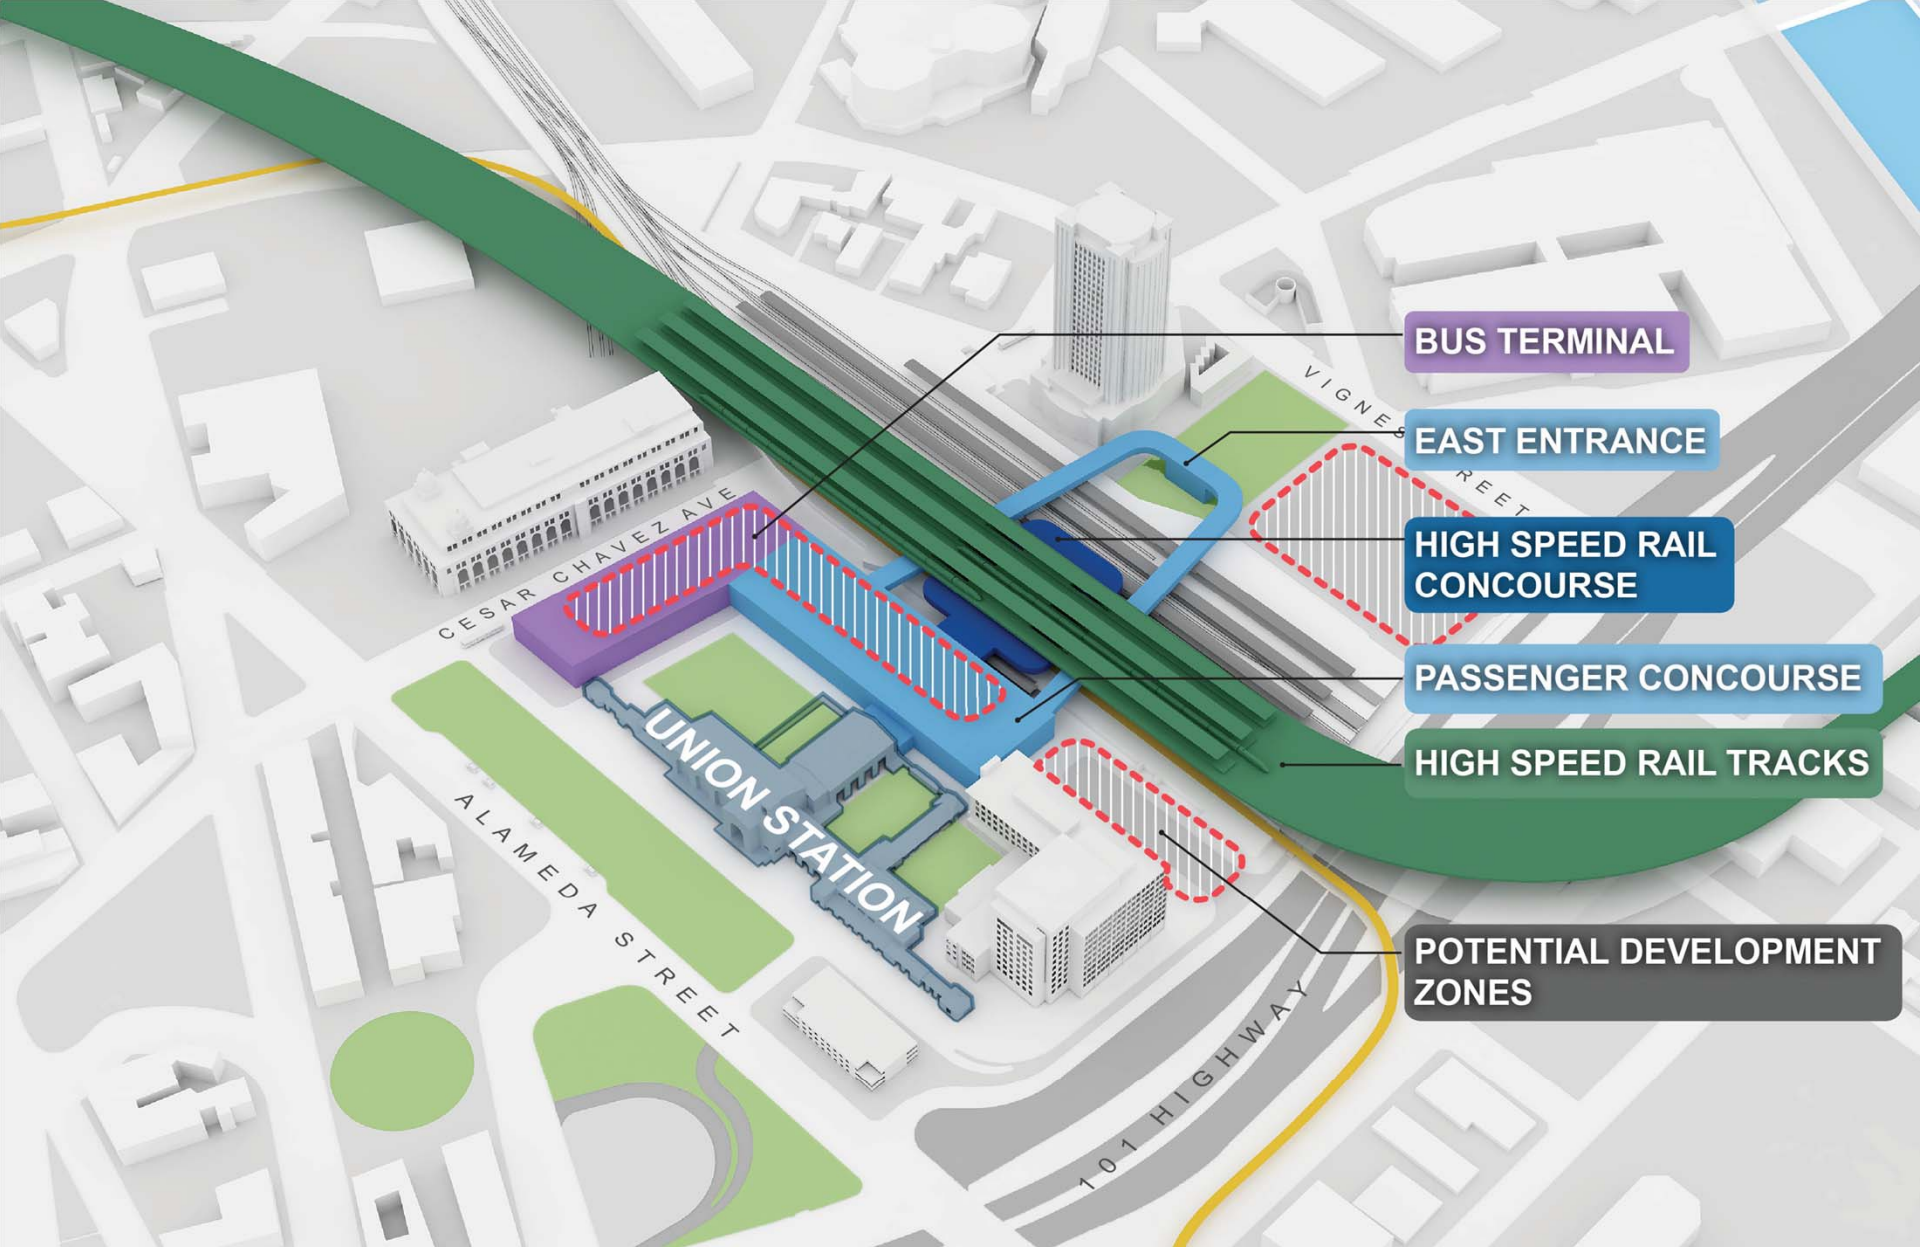 BUS TERMINAL
VIGNES STREET
EAST ENTRANCE
HIGH SPEED RAIL
CONCOURSE
CESAR CHAVEZ AVE
PASSENGER CONCOURSE
UNION STATION
HIGH SPEED RAIL TRACKS
ALAMEDA STREET
POTENTIAL DEVELOPMENT
ZONES
101 HIGHWAY